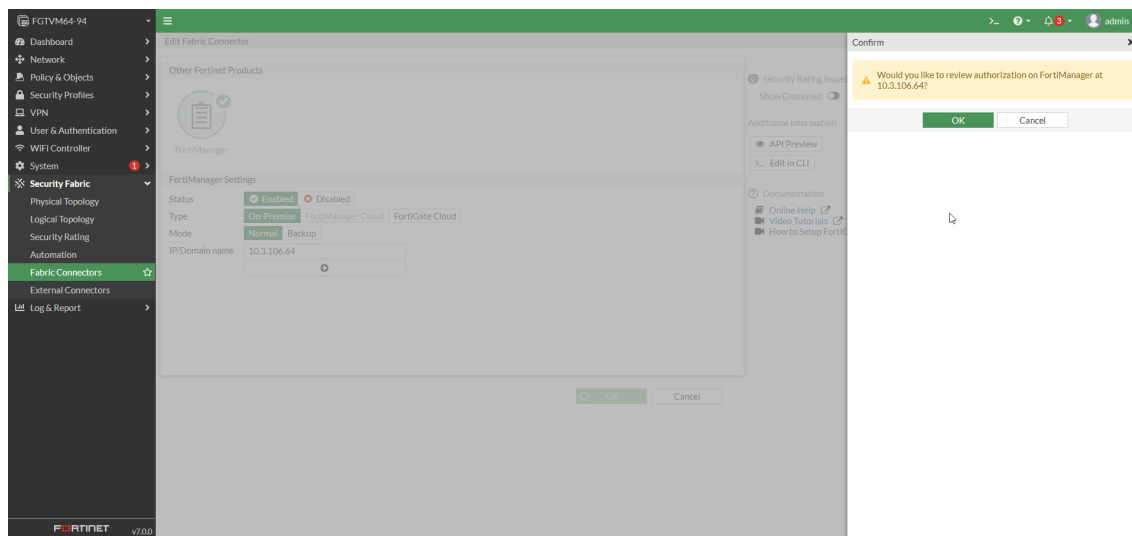 FGTVM64-94
>_
3
admin
Dashboard
Network
Policy & Objects
Security Profiles
VPN
User & Authentication
WiFi Controller
System 1
Security Fabric
Physical Topology
Logical Topology
Security Rating
Automation
Fabric Connectors
External Connectors
Log & Report
FORTINET v7.0.0
Edit Fabric Connector
Other Fortinet Products
FortiManager
FortiManager Settings
Status Enabled Disabled
Type On-Premise FortiManager Cloud FortiGate Cloud
Mode Normal Backup
IP/Domain name 10.3.106.64
OK Cancel
Security Rating Issues
Show Dismissed
Additional Information
API Preview
>_ Edit in CLI
Documentation
Online Help
Video Tutorials
How to Setup Forti
Confirm
Would you like to review authorization on FortiManager at
10.3.106.64?
OK Cancel